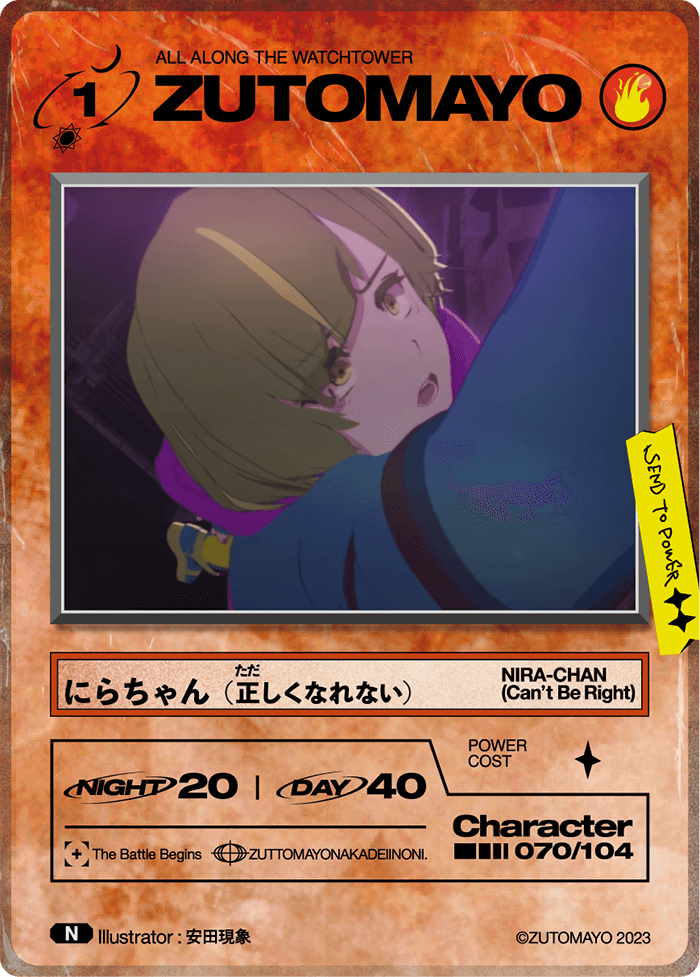 ALL ALONG THE WATCHTOWER
1
ZUTOMAYO
SEND TO POWER
にらちゃん（正しくなれない）
ただ
NIRA-CHAN
(Can't Be Right)
NIGHT 20 | DAY 40
POWER
COST
The Battle Begins
ZUTTOMAYONAKADEIINONI.
Character
070/104
N
Illustrator : 安田現象
©ZUTOMAYO 2023